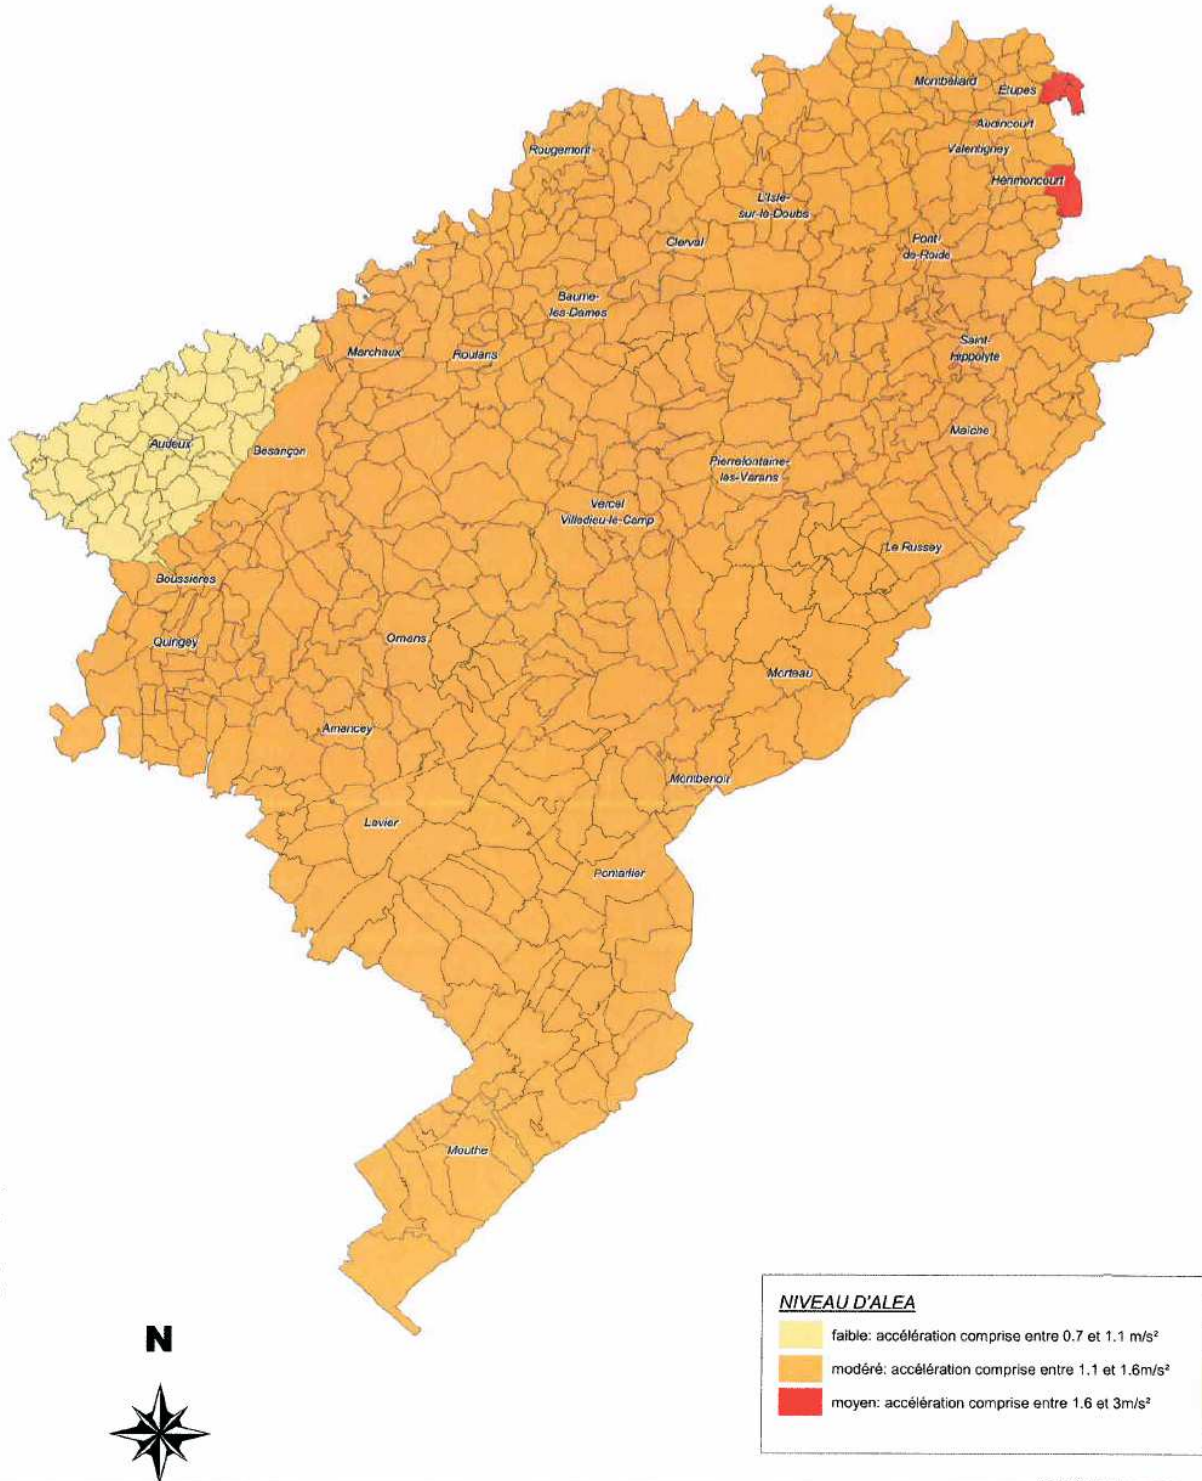 Montbéliard
Étupes
Audincourt
Valentigney
Rougemont
Hérimoncourt
L'Isle-
sur-le-Doubs
Clerval
Pont-
de-Roide
Baume-
les-Dames
Marchaux
Roulans
Saint-
Hippolyte
Audeux
Besançon
Maîche
Pierrefontaine-
les-Varans
Vercel
Villedieu-le-Camp
Le Russey
Boussières
Quingey
Ornans
Morteau
Amancey
Montbenoit
Levier
Pontarlier
Mouthe
N
NIVEAU D'ALEA
faible: accélération comprise entre 0.7 et 1.1 m/s²
modéré: accélération comprise entre 1.1 et 1.6m/s²
moyen: accélération comprise entre 1.6 et 3m/s²